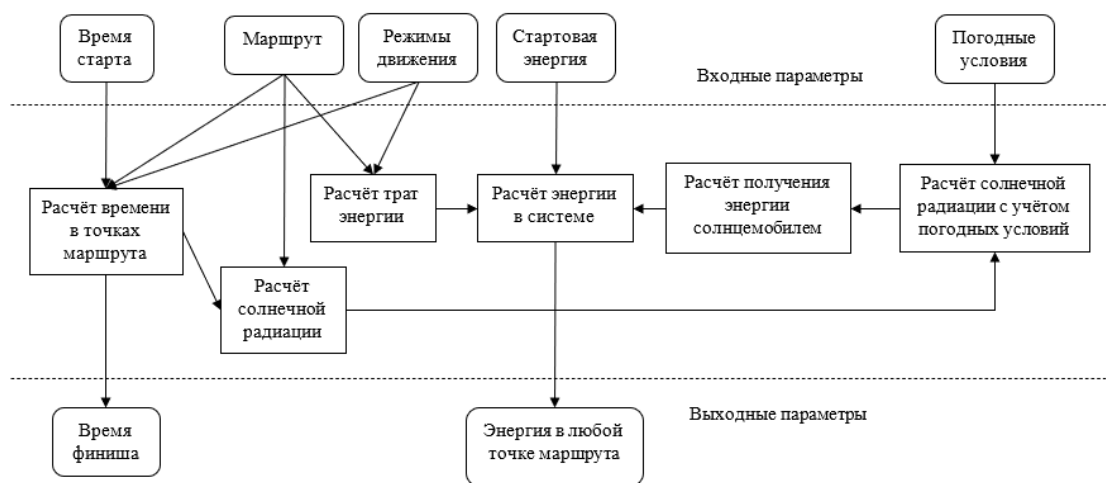 Время
старта
Маршрут
Режимы
движения
Стартовая
энергия
Погодные
условия
Входные параметры
Расчёт времени
в точках
маршрута
Расчёт трат
энергии
Расчёт энергии
в системе
Расчёт получения
энергии
солнцемобилем
Расчёт солнечной
радиации с учётом
погодных условий
Расчёт
солнечной
радиации
Выходные параметры
Время
финиша
Энергия в любой
точке маршрута